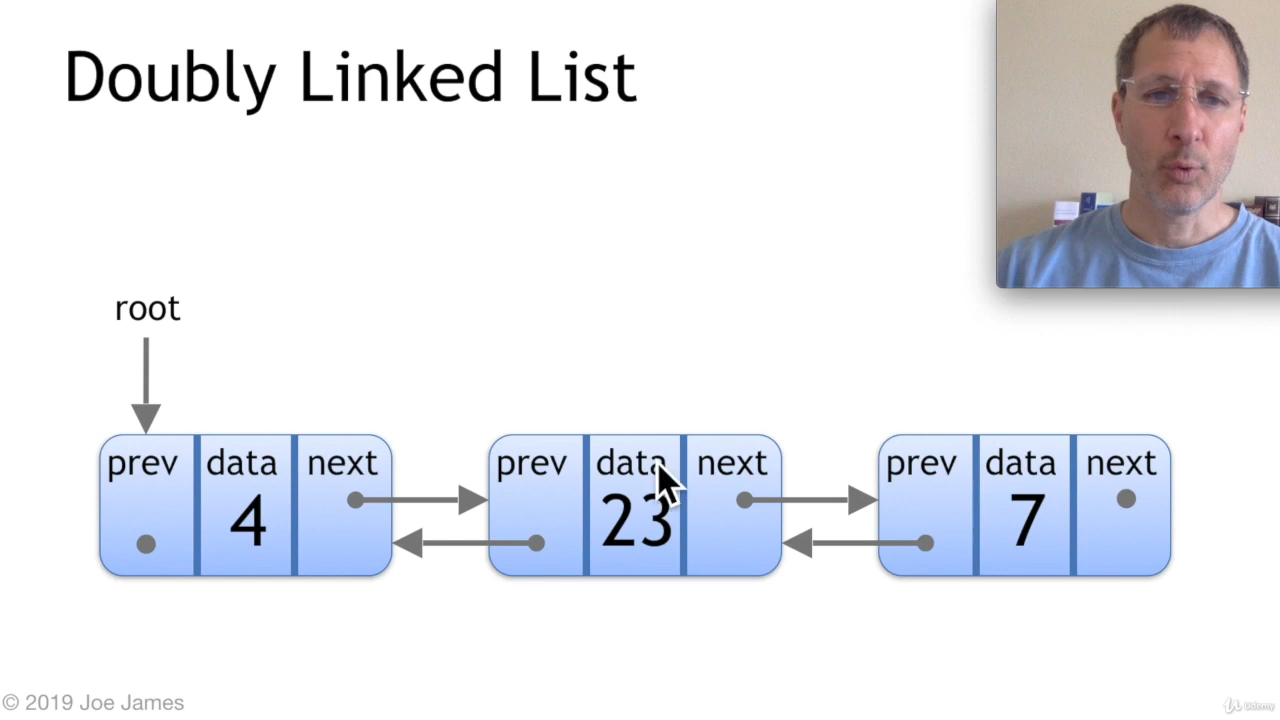 Doubly Linked List
root
prev data next prev data next prev data next
4 23 7
© 2019 Joe James
Udemy